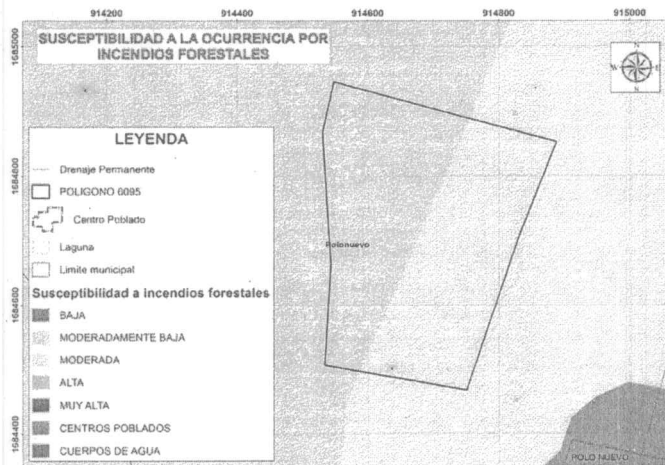 914200 914400 914600 914800 915000
SUSCEPTIBILIDAD A LA OCURRENCIA POR
INCENDIOS FORESTALES
1685000
1684800
1684600
1684400
N
W E
LEYENDA
Drenaje Permanente
POLIGONO 6095
Centro Poblado
Laguna
Limite municipal
Susceptibilidad a incendios forestales
BAJA
MODERADAMENTE BAJA
MODERADA
ALTA
MUY ALTA
CENTROS POBLADOS
CUERPOS DE AGUA
Polonuevo
POLO NUEVO